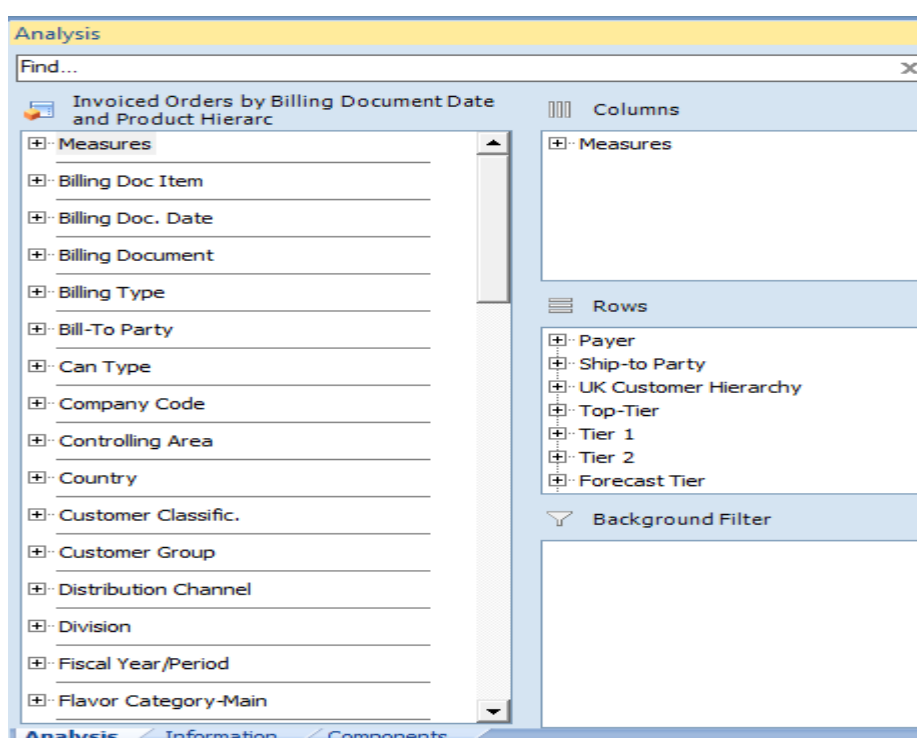 Analysis
Find...
Invoiced Orders by Billing Document Date
and Product Hierarc
Measures
Billing Doc Item
Billing Doc. Date
Billing Document
Billing Type
Bill-To Party
Can Type
Company Code
Controlling Area
Country
Customer Classific.
Customer Group
Distribution Channel
Division
Fiscal Year/Period
Flavor Category-Main
Columns
Measures
Rows
Payer
Ship-to Party
UK Customer Hierarchy
Top-Tier
Tier 1
Tier 2
Forecast Tier
Background Filter
Analysis
Information
Components